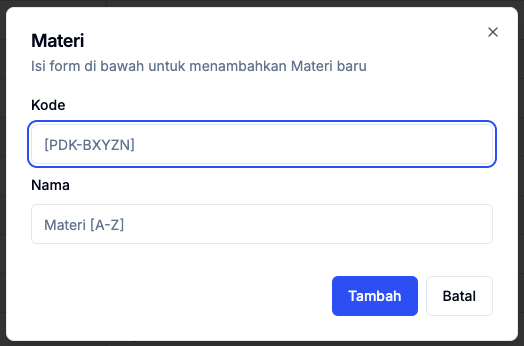 Materi
Isi form di bawah untuk menambahkan Materi baru
Kode
[PDK-BXYZN]
Nama
Materi [A-Z]
Tambah
Batal